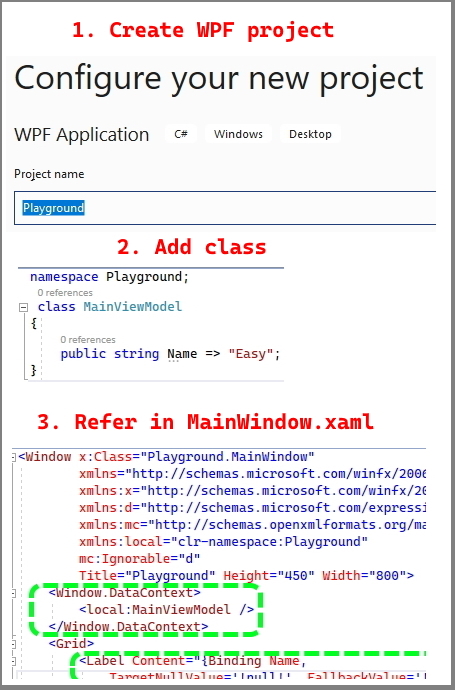 1. Create WPF project
Configure your new project
WPF Application C# Windows Desktop
Project name
Playground
2. Add class
namespace Playground;
0 references
class MainViewModel
{
0 references
public string Name => "Easy";
}
3. Refer in MainWindow.xaml
<Window x:Class="Playground.MainWindow"
xmlns="http://schemas.microsoft.com/winfx/2006
xmlns:x="http://schemas.microsoft.com/winfx/20
xmlns:d="http://schemas.microsoft.com/expressi
xmlns:mc="http://schemas.openxmlformats.org/ma
xmlns:local="clr-namespace:Playground"
mc:Ignorable="d"
Title="Playground" Height="450" Width="800">
<Window.DataContext>
<local:MainViewModel />
</Window.DataContext>
<Grid>
<Label Content="{Binding Name,
TargetNullValue='!null!', FallbackValue='!